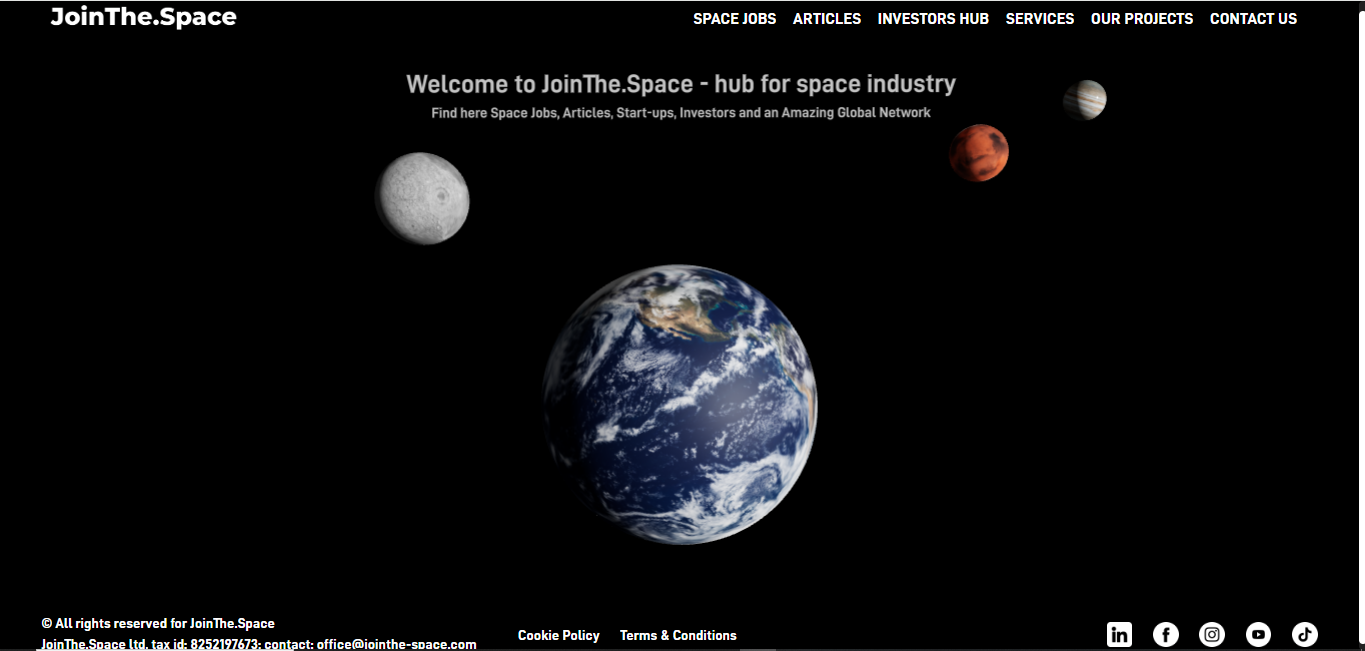 JoinThe.Space
SPACE JOBS ARTICLES INVESTORS HUB SERVICES OUR PROJECTS CONTACT US
Welcome to JoinThe.Space - hub for space industry
Find here Space Jobs, Articles, Start-ups, Investors and an Amazing Global Network
© All rights reserved for JoinThe.Space
JoinThe.Space ltd, tax id: 8252197673; contact: office@jointhe-space.com
Cookie Policy Terms & Conditions